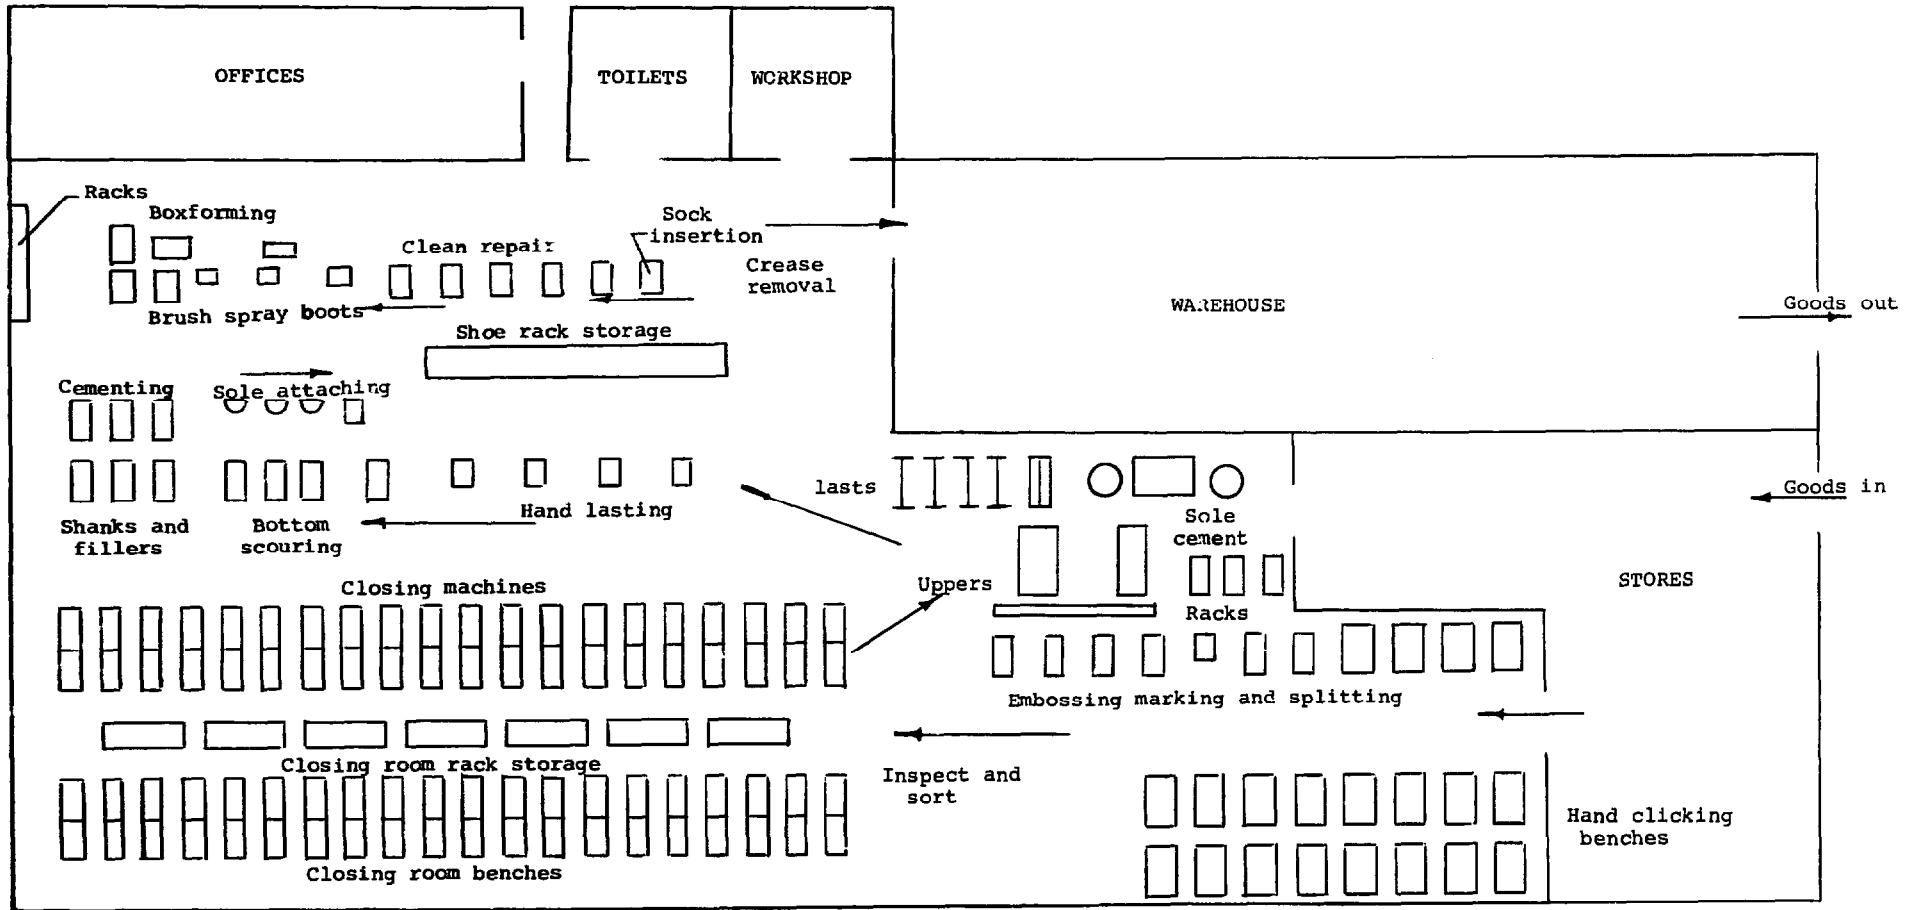 OFFICES
TOILETS
WORKSHOP
Racks
Boxforming
Sock
insertion
Clean repair
Crease
removal
Brush spray boots
WAREHOUSE
Goods out
Shoe rack storage
Cementing
Sole attaching
lasts
Goods in
Shanks and
fillers
Bottom
scouring
Hand lasting
Sole
cement
Closing machines
Uppers
STORES
Racks
Embossing marking and splitting
Closing room rack storage
Inspect and
sort
Hand clicking
benches
Closing room benches